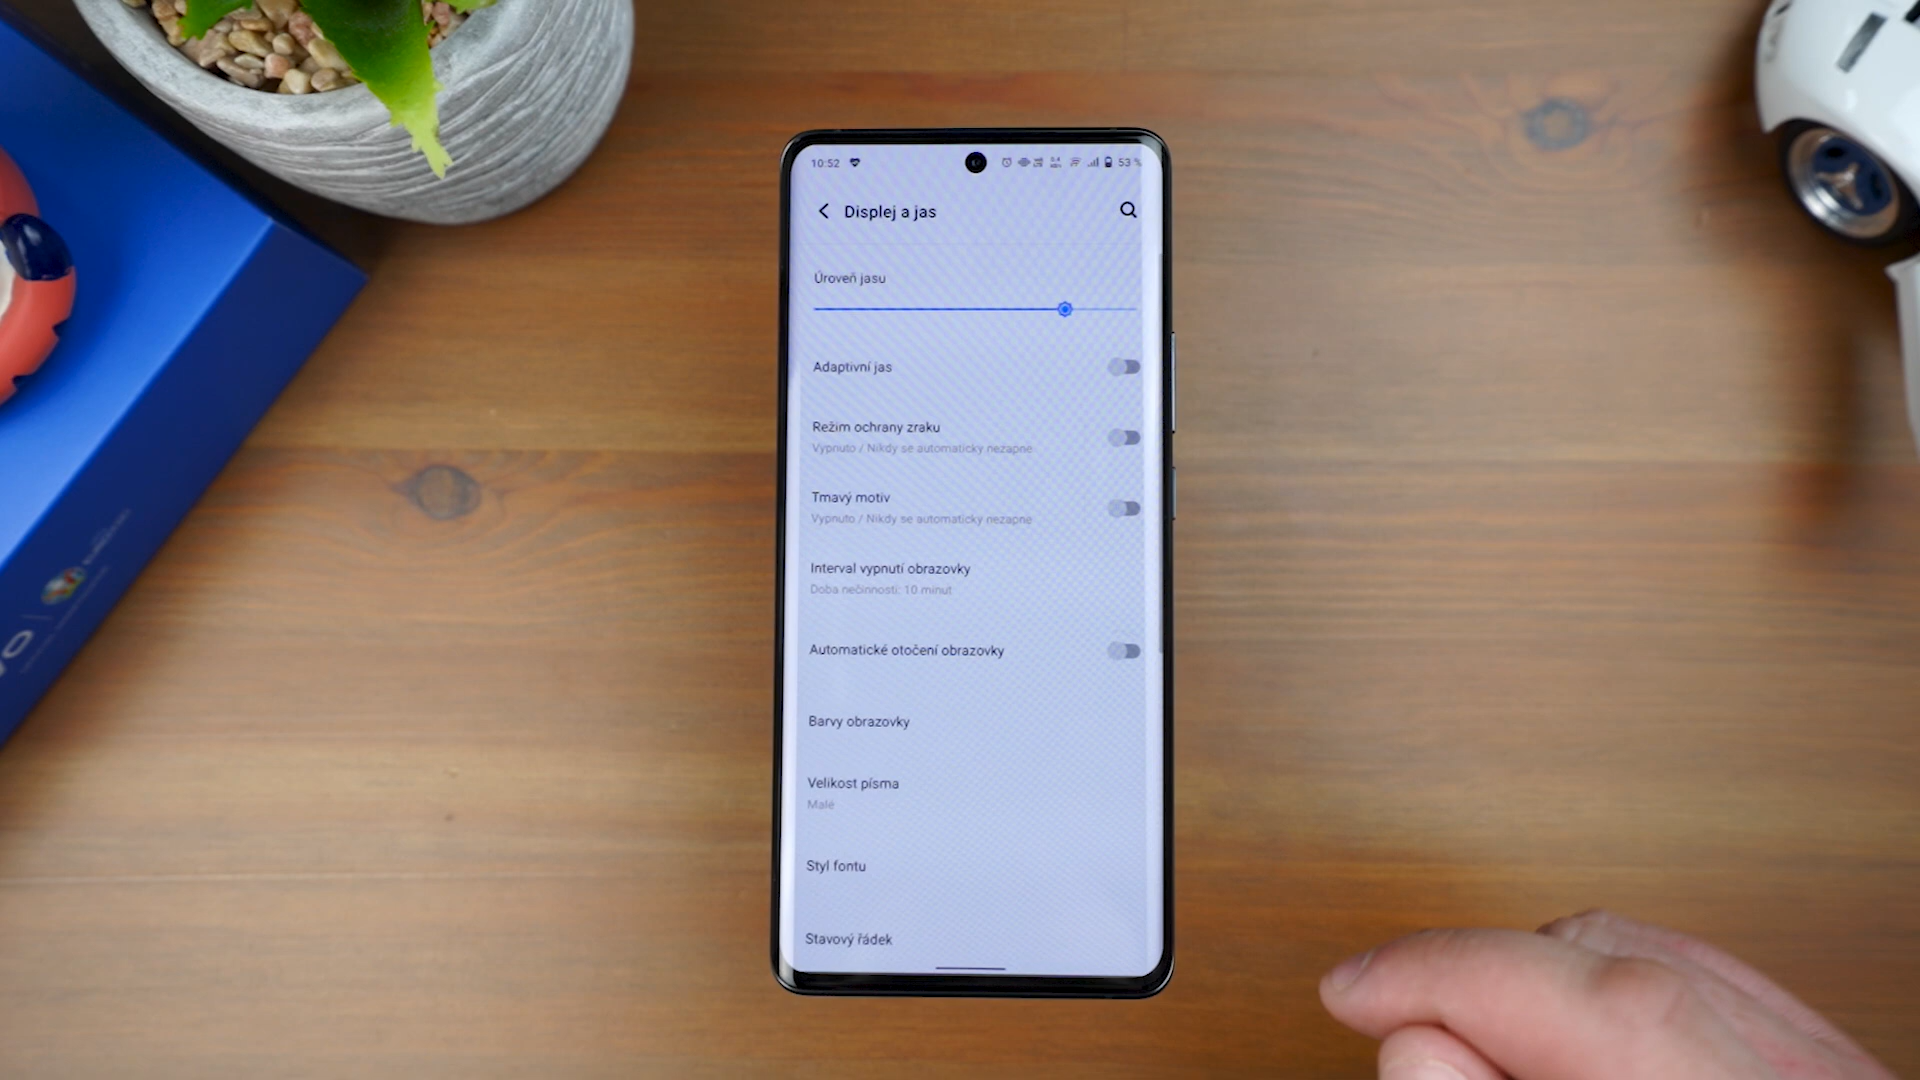 10:52
53 %
Displej a jas
Úroveň jasu
Adaptivní jas
Režim ochrany zraku
Vypnuto / Nikdy se automaticky nezapne
Tmavý motiv
Vypnuto / Nikdy se automaticky nezapne
Interval vypnutí obrazovky
Doba nečinnosti: 10 minut
Automatické otočení obrazovky
Barvy obrazovky
Velikost písma
Malé
Styl fontu
Stavový řádek